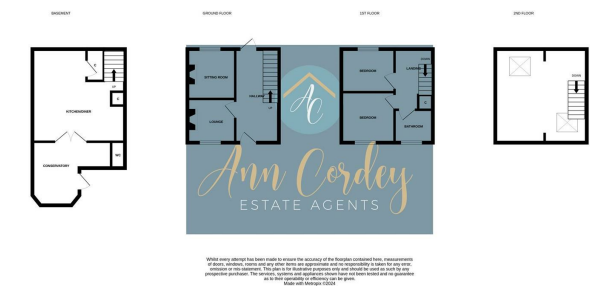 BASEMENT
GROUND FLOOR
1ST FLOOR
2ND FLOOR
C
UP
C
KITCHEN/DINER
CONSERVATORY
WC
SITTING ROOM
HALLWAY
UP
LOUNGE
BEDROOM
LANDING
DOWN
BEDROOM
C
BATHROOM
DOWN
AC
Ann Cordey
ESTATE AGENTS
Whilst every attempt has been made to ensure the accuracy of the floorplan contained here, measurements
of doors, windows, rooms and any other items are approximate and no responsibility is taken for any error,
omission or mis-statement. This plan is for illustrative purposes only and should be used as such by any
prospective purchaser. The services, systems and appliances shown have not been tested and no guarantee
as to their operability or efficiency can be given.
Made with Metropix ©2024